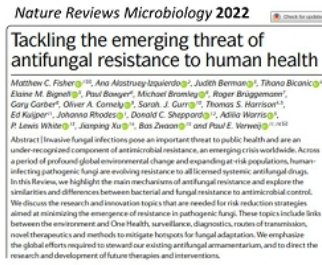 Nature Reviews Microbiology 2022
Check for updates
Tackling the emerging threat of
antifungal resistance to human health
Matthew C. Fisher, Ana Alastruey-Izquierdo, Judith Berman, Tihana Bicanic
Elaine M. Bignell, Paul Bowyer, Michael Bromley, Roger Brüggemann,
Gary Garber, Oliver A. Cornely, Sarah J. Gurr, Thomas S. Harrison
Ed Kuijper, Johanna Rhodes, Donald C. Sheppard, Adilia Warris,
P. Lewis White, Jianping Xu, Bas Zwaan and Paul E. Verweij
Abstract | Invasive fungal infections pose an important threat to public health and are an
under-recognized component of antimicrobial resistance, an emerging crisis worldwide. Across
a period of profound global environmental change and expanding at-risk populations, human-
infecting pathogenic fungi are evolving resistance to all licensed systemic antifungal drugs.
In this Review, we highlight the main mechanisms of antifungal resistance and explore the
similarities and differences between bacterial and fungal resistance to antimicrobial control.
We discuss the research and innovation topics that are needed for risk reduction strategies
aimed at minimizing the emergence of resistance in pathogenic fungi. These topics include links
between the environment and One Health, surveillance, diagnostics, routes of transmission,
novel therapeutics and methods to mitigate hotspots for fungal adaptation. We emphasize
the global efforts required to steward our existing antifungal armamentarium, and to direct the
research and development of future therapies and interventions.